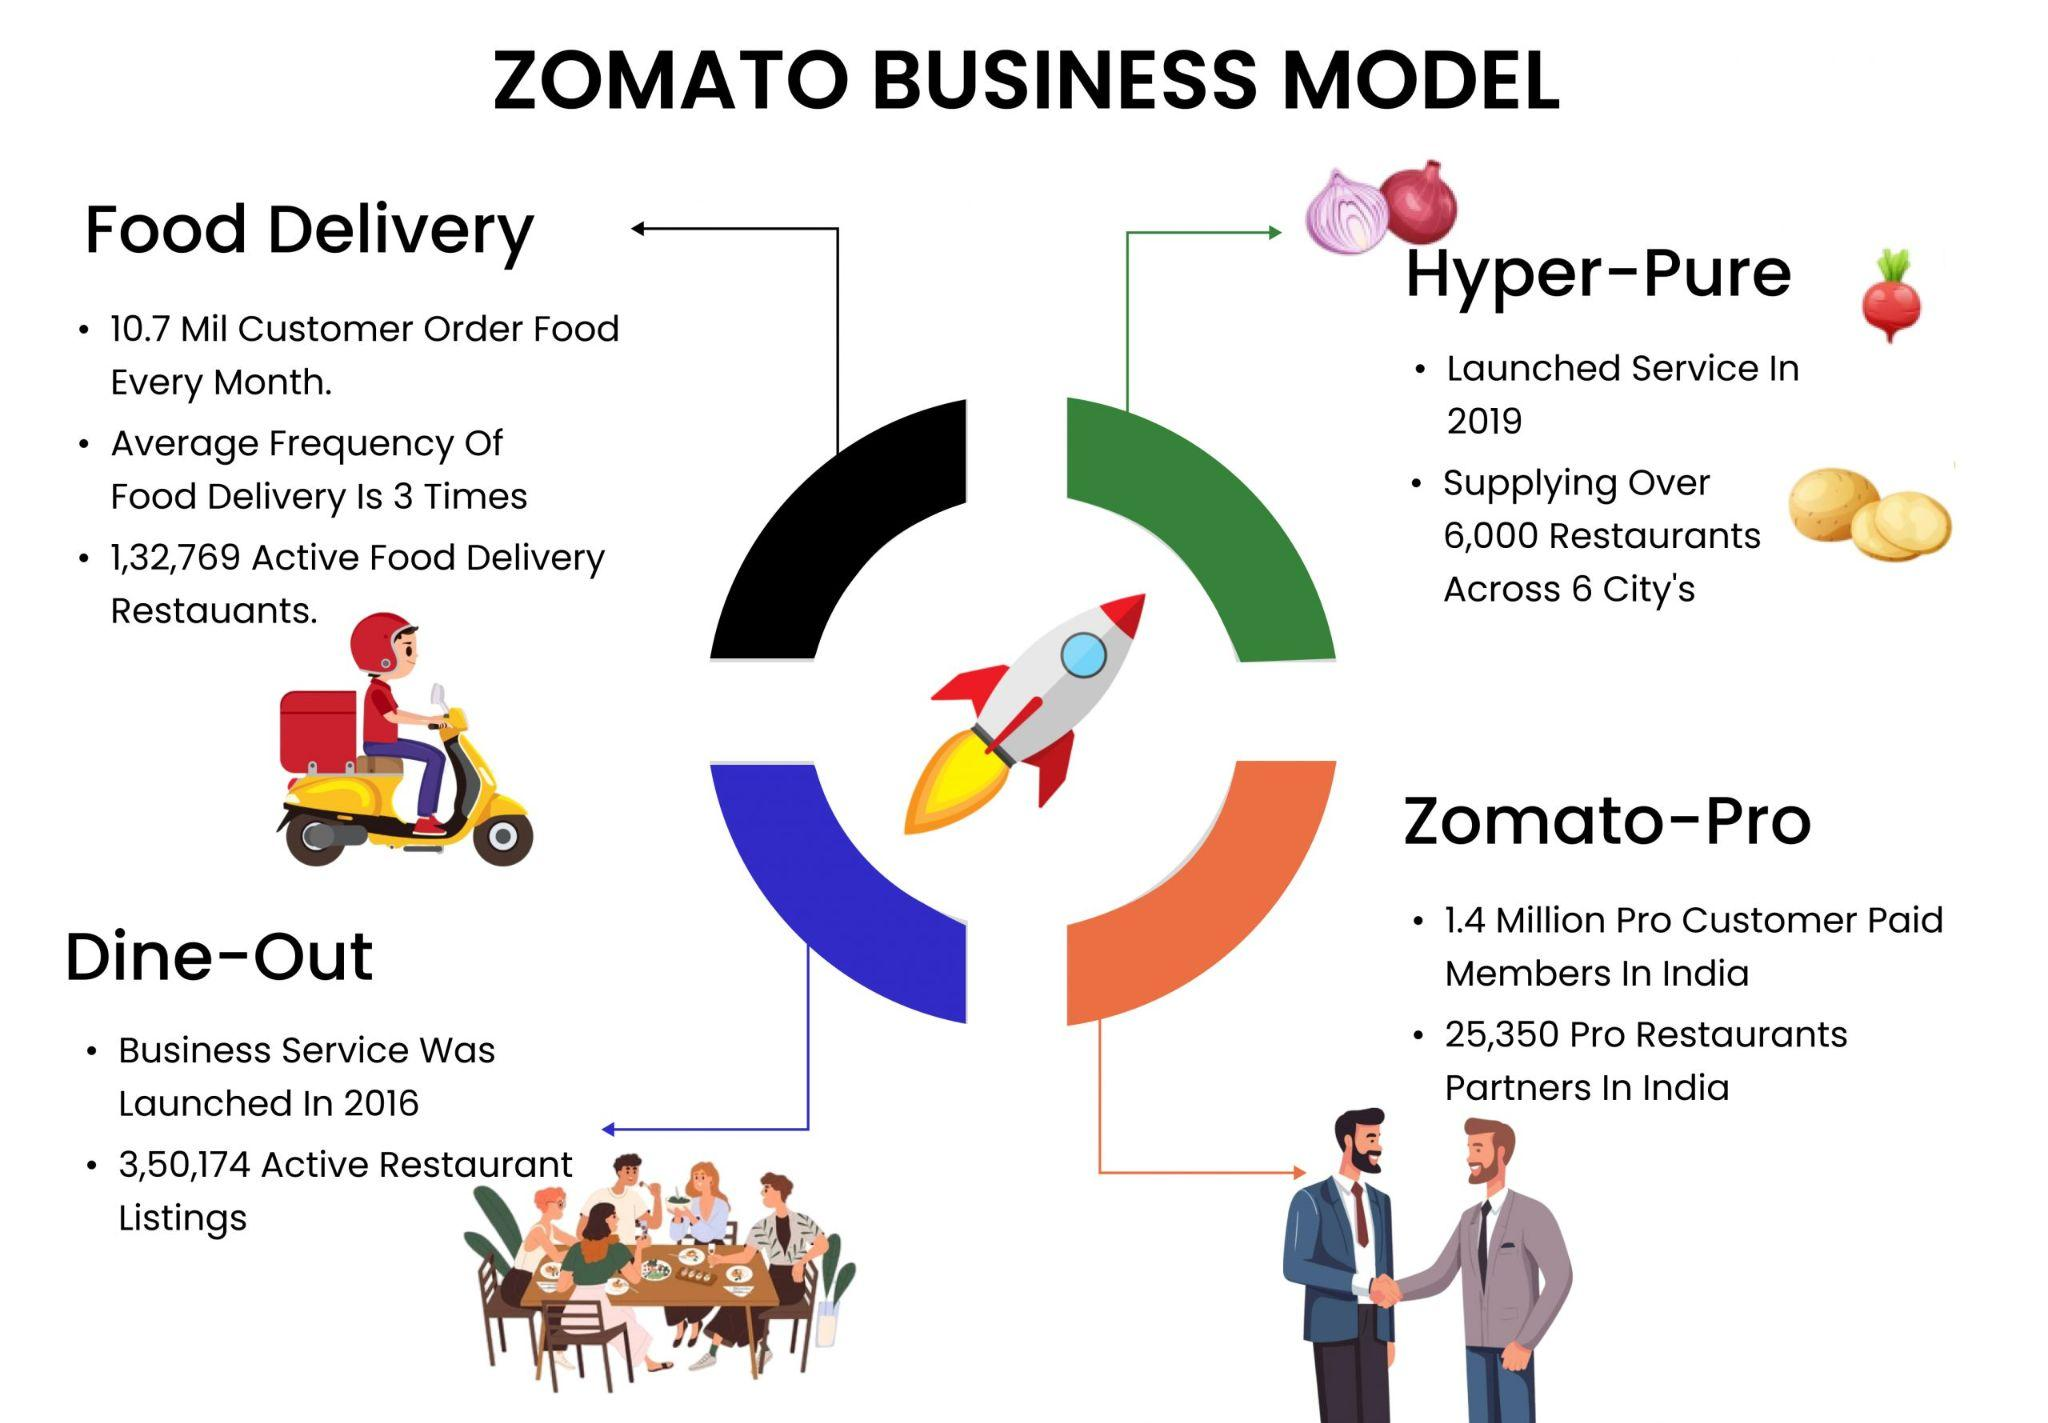 ZOMATO BUSINESS MODEL
Food Delivery
• 10.7 Mil Customer Order Food
Every Month.
• Average Frequency Of
Food Delivery Is 3 Times
• 1,32,769 Active Food Delivery
Restauants.
Hyper-Pure
• Launched Service In
2019
• Supplying Over
6,000 Restaurants
Across 6 City's
Dine-Out
• Business Service Was
Launched In 2016
• 3,50,174 Active Restaurant
Listings
Zomato-Pro
• 1.4 Million Pro Customer Paid
Members In India
• 25,350 Pro Restaurants
Partners In India